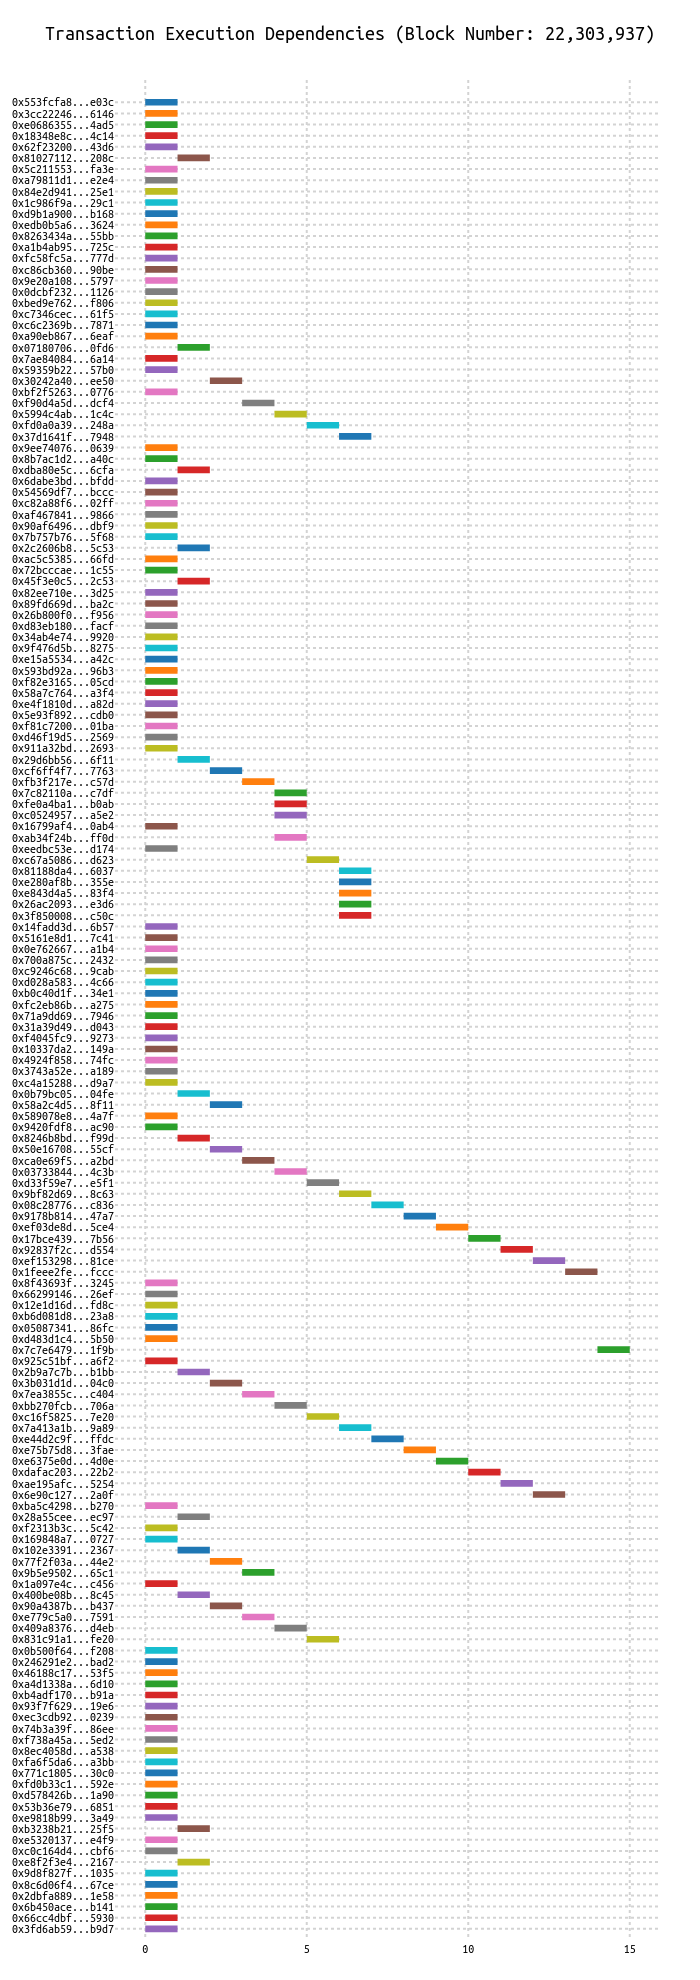 Transaction Execution Dependencies (Block Number: 22,303,937)
0x553fcfa8...e03c
0x3cc22246...6146
0xe0686355...4ad5
0x18348e8c...4c14
0x62f23200...43d6
0x81027112...208c
0x5c211553...fa3e
0xa79811d1...e2e4
0x84e2d941...25e1
0x1c986f9a...29c1
0xd9b1a900...b168
0xedb0b5a6...3624
0x8263434a...55bb
0xa1b4ab95...725c
0xfc58fc5a...777d
0xc86cb360...90be
0x9e20a108...5797
0x0dcbf232...1126
0xbed9e762...f806
0xc7346cec...61f5
0xc6c2369b...7871
0xa90eb867...6eaf
0x07180706...0fd6
0x7ae84084...6a14
0x59359b22...57b0
0x30242a40...ee50
0xbf2f5263...0776
0xf90d4a5d...dcf4
0x5994c4ab...1c4c
0xfd0a0a39...248a
0x37d1641f...7948
0x9ee74076...0639
0x8b7ac1d2...a40c
0xdba80e5c...6cfa
0x6dabe3bd...bfdd
0x54569df7...bccc
0xc82a88f6...02ff
0xaf467841...9866
0x90af6496...dbf9
0x7b757b76...5f68
0x2c2606b8...5c53
0xac5c5385...66fd
0x72bcccae...1c55
0x45f3e0c5...2c53
0x82ee710e...3d25
0x89fd669d...ba2c
0x26b800f0...f956
0xd83eb180...facf
0x34ab4e74...9920
0x9f476d5b...8275
0xe15a5534...a42c
0x593bd92a...96b3
0xf82e3165...05cd
0x58a7c764...a3f4
0xe4f1810d...a82d
0x5e93f892...cdb0
0xf81c7200...01ba
0xd46f19d5...2569
0x911a32bd...2693
0x29d6bb56...6f11
0xcf6ff4f7...7763
0xfb3f217e...c57d
0x7c82110a...c7df
0xfe0a4ba1...b0ab
0xc0524957...a5e2
0x16799af4...0ab4
0xab34f24b...ff0d
0xeedbc53e...d174
0xc67a5086...d623
0x81188da4...6037
0xe280af8b...355e
0xe843d4a5...83f4
0x26ac2093...e3d6
0x3f850008...c50c
0x14fadd3d...6b57
0x5161e8d1...7c41
0x0e762667...a1b4
0x700a875c...2432
0xc9246c68...9cab
0xd028a583...4c66
0xb0c40d1f...34e1
0xfc2eb86b...a275
0x71a9dd69...7946
0x31a39d49...d043
0xf4045fc9...9273
0x10337da2...149a
0x4924f858...74fc
0x3743a52e...a189
0xc4a15288...d9a7
0x0b79bc05...04fe
0x58a2c4d5...8f11
0x589078e8...4a7f
0x9420fdf8...ac90
0x8246b8bd...f99d
0x50e16708...55cf
0xca0e69f5...a2bd
0x03733844...4c3b
0xd33f59e7...e5f1
0x9bf82d69...8c63
0x08c28776...c836
0x9178b814...47a7
0xef03de8d...5ce4
0x17bce439...7b56
0x92837f2c...d554
0xef153298...81ce
0x1feee2fe...fccc
0x8f43693f...3245
0x66299146...26ef
0x12e1d16d...fd8c
0xb6d081d8...23a8
0x05087341...86fc
0xd483d1c4...5b50
0x7c7e6479...1f9b
0x925c51bf...a6f2
0x2b9a7c7b...b1bb
0x3b031d1d...04c0
0x7ea3855c...c404
0xbb270fcb...706a
0xc16f5825...7e20
0x7a413a1b...9a89
0xe44d2c9f...ffdc
0xe75b75d8...3fae
0xe6375e0d...4d0e
0xdafac203...22b2
0xae195afc...5254
0x6e90c127...2a0f
0xba5c4298...b270
0x28a55cee...ec97
0xf2313b3c...5c42
0x169848a7...0727
0x102e3391...2367
0x77f2f03a...44e2
0x9b5e9502...65c1
0x1a097e4c...c456
0x400be08b...8c45
0x90a4387b...b437
0xe779c5a0...7591
0x409a8376...d4eb
0x831c91a1...fe20
0x0b500f64...f208
0x246291e2...bad2
0x46188c17...53f5
0xa4d1338a...6d10
0xb4adf170...b91a
0x93f7f629...19e6
0xec3cdb92...0239
0x74b3a39f...86ee
0xf738a45a...5ed2
0x8ec4058d...a538
0xfa6f5da6...a3bb
0x771c1805...30c0
0xfd0b33c1...592e
0xd578426b...1a90
0x53b36e79...6851
0xe9818b99...3a49
0xb3238b21...25f5
0xe5320137...e4f9
0xc0c164d4...cbf6
0xe8f2f3e4...2167
0x9d8f827f...1035
0x8c6d06f4...67ce
0x2dbfa889...1e58
0x6b450ace...b141
0x66cc4dbf...5930
0x3fd6ab59...b9d7
0 5 10 15